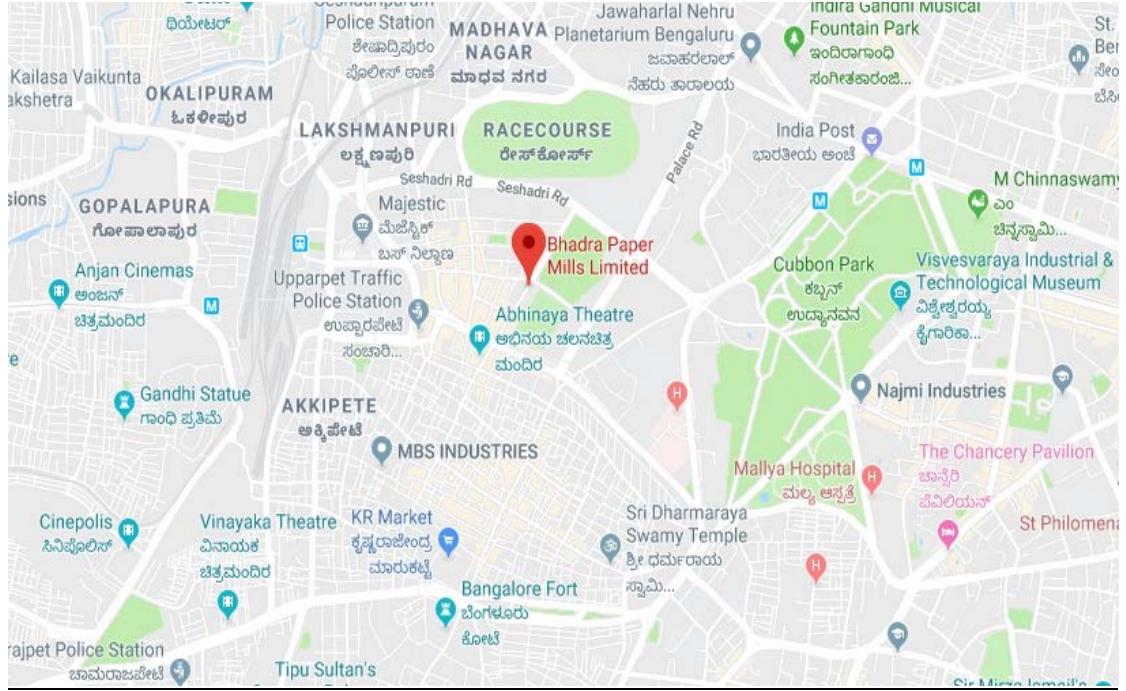 ಥಿಯೇಟರ್
Police Station
ಶೇಷಾದ್ರಿಪುರಂ
ಪೊಲೀಸ್ ಠಾಣೆ
MADHAVA
NAGAR
ಮಾಧವ ನಗರ
Jawaharlal Nehru
Planetarium Bengaluru
ಜವಾಹರಲಾಲ್
ನೆಹರು ತಾರಾಲಯ
Indira Gandhi Musical
Fountain Park
ಇಂದಿರಾಗಾಂಧಿ
ಸಂಗೀತಕಾರಂಜಿ...
St.
Kailasa Vaikunta
akshetra
OKALIPURAM
ಓಕಳೀಪುರ
LAKSHMANPURI
ಲಕ್ಷ್ಮಣಪುರಿ
RACECOURSE
ರೇಸ್‌ಕೋರ್ಸ್
Palace Rd
India Post
ಭಾರತೀಯ ಅಂಚೆ
M
M
M Chinnaswamy
ಎಂ
ಚಿನ್ನಸ್ವಾಮಿ...
Seshadri Rd
Seshadri Rd
sions
GOPALAPURA
ಗೋಪಾಲಾಪುರ
Majestic
ಮೆಜೆಸ್ಟಿಕ್
ಬಸ್ ನಿಲ್ದಾಣ
Bhadra Paper
Mills Limited
Cubbon Park
ಕಬ್ಬನ್
ಉದ್ಯಾನವನ
Visvesvaraya Industrial &
Technological Museum
ವಿಶ್ವೇಶ್ವರಯ್ಯ
ಕೈಗಾರಿಕಾ...
Anjan Cinemas
ಅಂಜನ್
ಚಿತ್ರಮಂದಿರ
M
Upparpet Traffic
Police Station
ಉಪ್ಪಾರಪೇಟೆ
ಸಂಚಾರಿ...
Abhinaya Theatre
ಅಭಿನಯ ಚಲನಚಿತ್ರ
ಮಂದಿರ
Gandhi Statue
ಗಾಂಧಿ ಪ್ರತಿಮೆ
AKKIPETE
ಅಕ್ಕಿಪೇಟೆ
H
Najmi Industries
MBS INDUSTRIES
Mallya Hospital
ಮಲ್ಯ ಆಸ್ಪತ್ರೆ
H
The Chancery Pavilion
ಚಾನ್ಸೆರಿ
ಪೆವಿಲಿಯನ್
Cinepolis
ಸಿನಿಪೊಲಿಸ್
Vinayaka Theatre
ವಿನಾಯಕ
ಚಿತ್ರಮಂದಿರ
KR Market
ಕೃಷ್ಣರಾಜೇಂದ್ರ
ಮಾರುಕಟ್ಟೆ
Sri Dharmaraya
Swamy Temple
ಶ್ರೀ ಧರ್ಮರಾಯ
ಸ್ವಾಮಿ...
St Philomena
H
Bangalore Fort
ಬೆಂಗಳೂರು
ಕೋಟೆ
rajpet Police Station
ಚಾಮರಾಜಪೇಟೆ
Tipu Sultan's